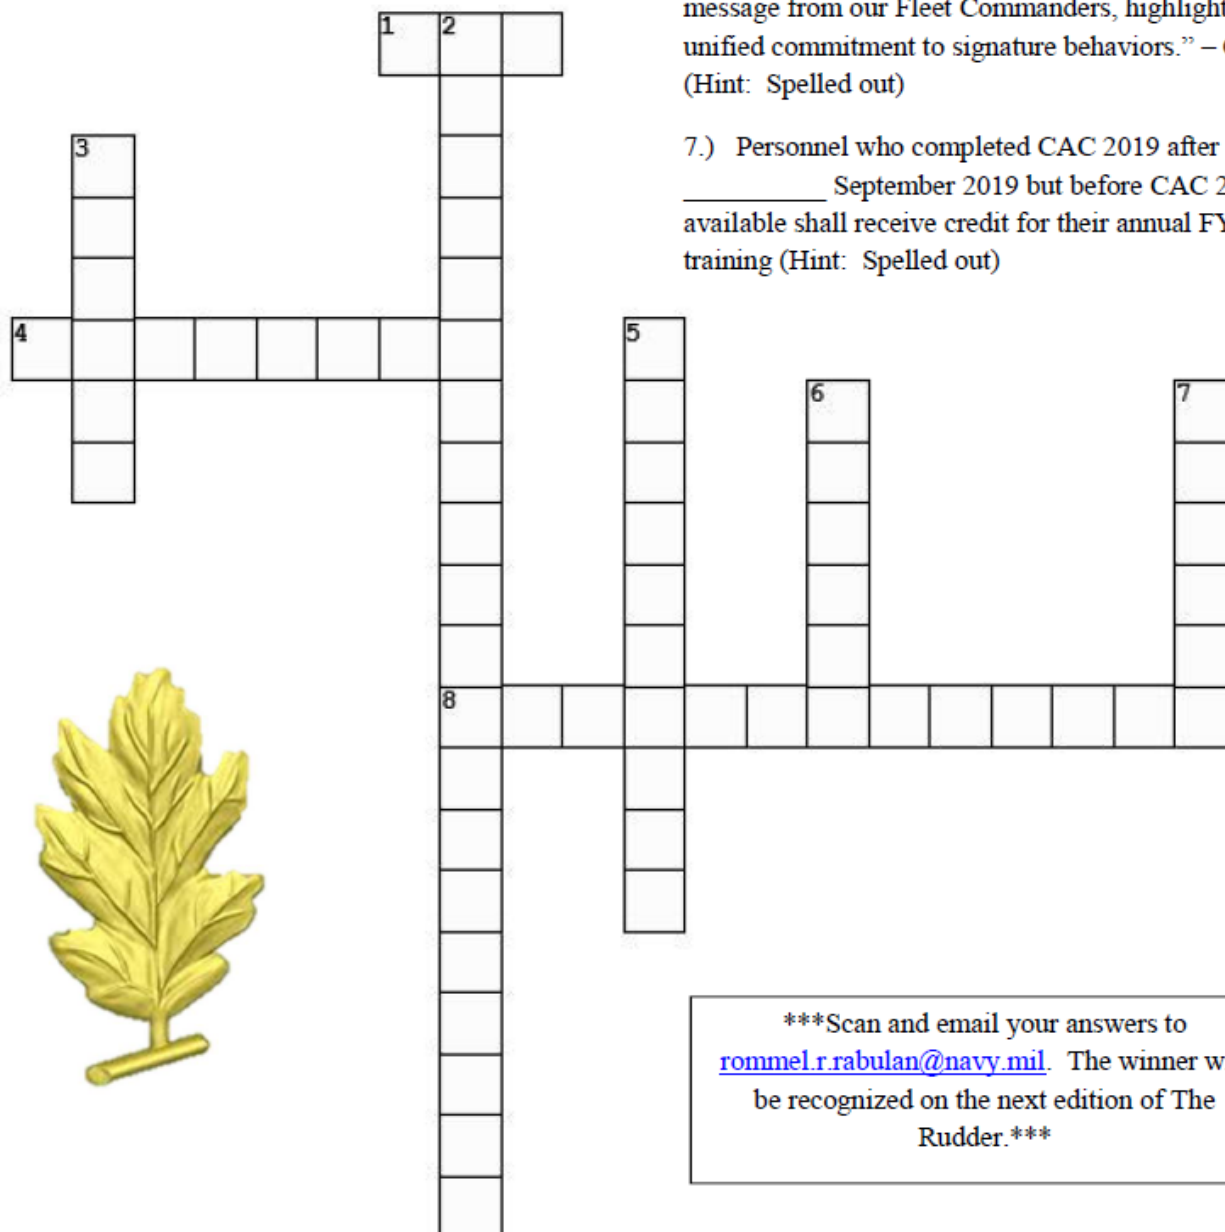 message from our Fleet Commanders, highlight
unified commitment to signature behaviors.” –
(Hint: Spelled out)
7.) Personnel who completed CAC 2019 after
__________ September 2019 but before CAC 2
available shall receive credit for their annual FY
training (Hint: Spelled out)
1 2
3
4
5
6
7
8
***Scan and email your answers to
rommel.r.rabulan@navy.mil. The winner w
be recognized on the next edition of The
Rudder.***